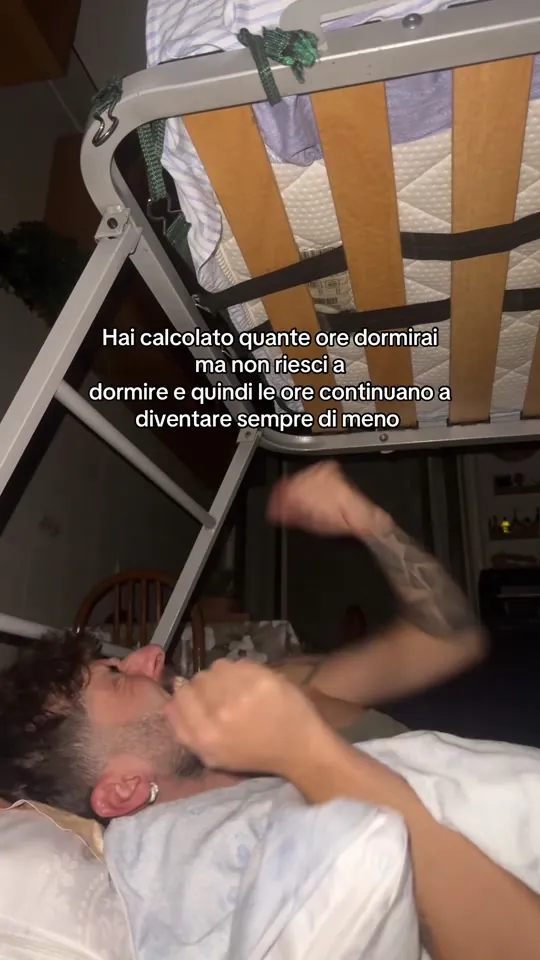 Hai calcolato quante ore dormirai
ma non riesci a
dormire e quindi le ore continuano a
diventare sempre di meno